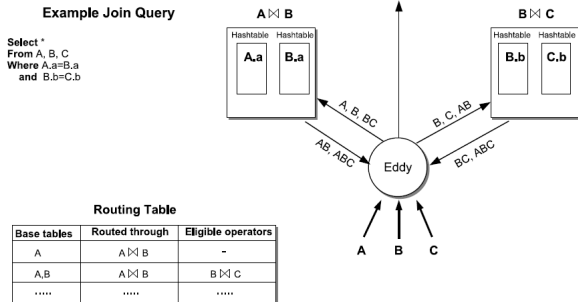 Example Join Query
Select *
From A, B, C
Where A.a=B.a
and B.b=C.b
A ⋈ B
Hashtable Hashtable
A.a B.a
B ⋈ C
Hashtable Hashtable
B.b C.b
A, B, BC
B, C, AB
AB, ABC
BC, ABC
Eddy
A B C
Routing Table
Base tables Routed through Eligible operators
A A ⋈ B -
A,B A ⋈ B B ⋈ C
..... ..... .....